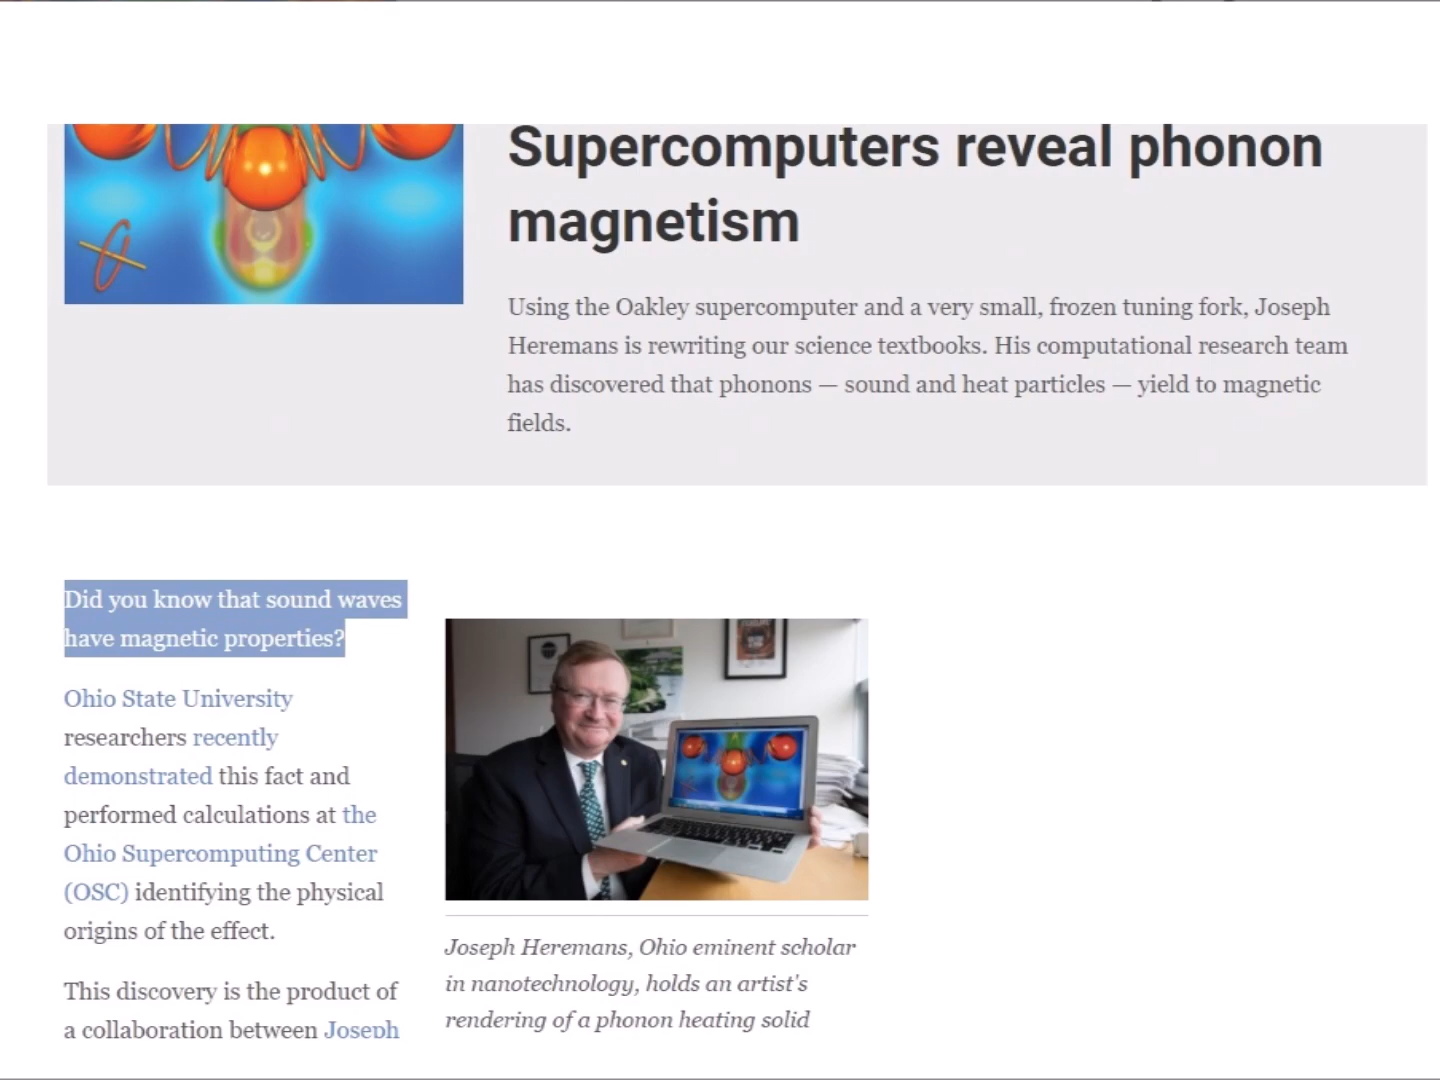 Supercomputers reveal phonon
magnetism
Using the Oakley supercomputer and a very small, frozen tuning fork, Joseph
Heremans is rewriting our science textbooks. His computational research team
has discovered that phonons — sound and heat particles — yield to magnetic
fields.
Did you know that sound waves
have magnetic properties?
Ohio State University
researchers recently
demonstrated this fact and
performed calculations at the
Ohio Supercomputing Center
(OSC) identifying the physical
origins of the effect.
This discovery is the product of
a collaboration between Joseph
Joseph Heremans, Ohio eminent scholar
in nanotechnology, holds an artist's
rendering of a phonon heating solid